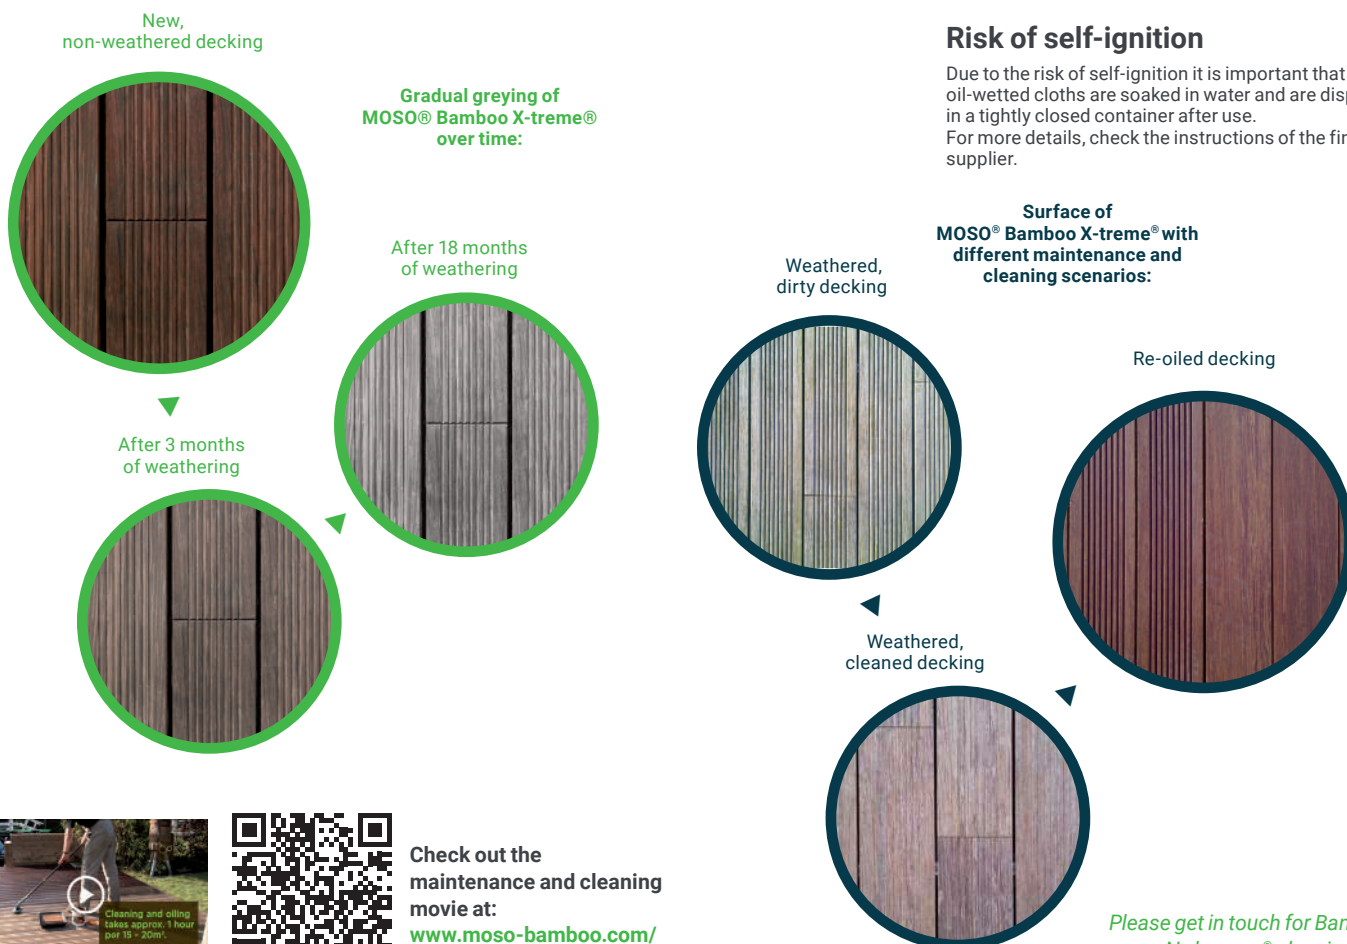 New,
non-weathered decking
Gradual greying of
MOSO® Bamboo X-treme®
over time:
After 18 months
of weathering
After 3 months
of weathering
Cleaning and oiling
takes approx. 1 hour
per 15 - 20m².
Check out the
maintenance and cleaning
movie at:
www.moso-bamboo.com/
Risk of self-ignition
Due to the risk of self-ignition it is important that
oil-wetted cloths are soaked in water and are
in a tightly closed container after use.
For more details, check the instructions of the
supplier.
Surface of
MOSO® Bamboo X-treme® with
different maintenance and
cleaning scenarios:
Weathered,
dirty decking
Re-oiled decking
Weathered,
cleaned decking
Please get in touch for